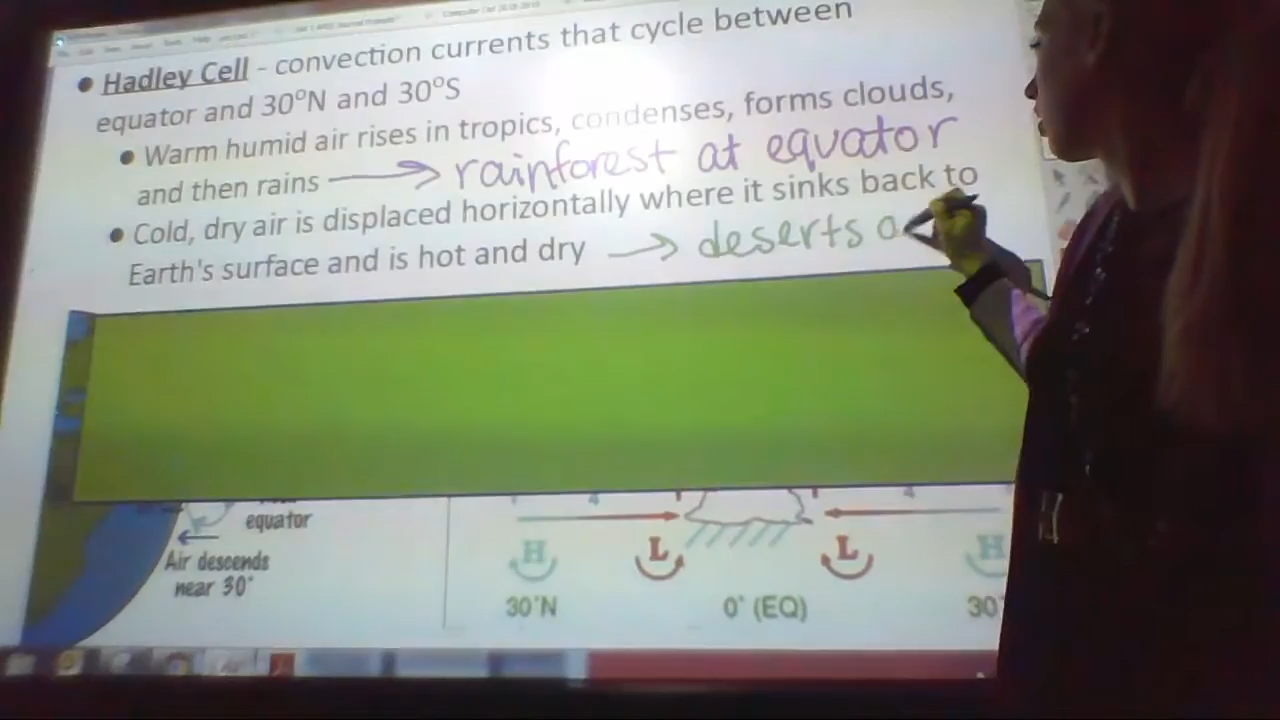 ● Hadley Cell - convection currents that cycle between
equator and 30°N and 30°S
● Warm humid air rises in tropics, condenses, forms clouds,
and then rains → rainforest at equator
● Cold, dry air is displaced horizontally where it sinks back to
Earth's surface and is hot and dry → deserts a
equator
Air descends
near 30°
H L L H
30°N 0° (EQ) 30°